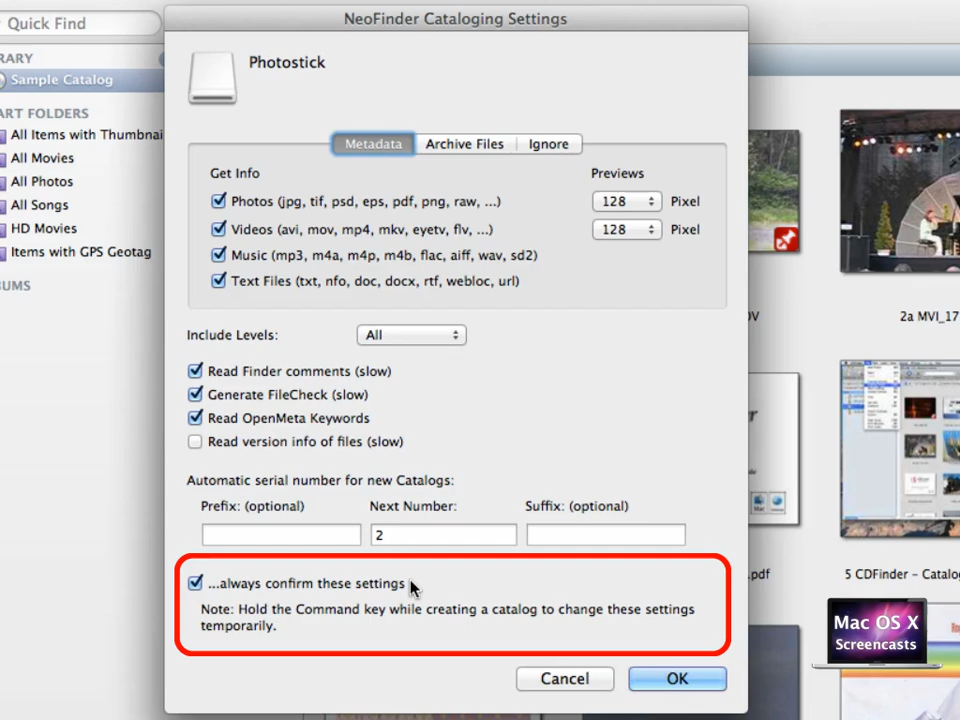 NeoFinder Cataloging Settings
Quick Find
RARY
Sample Catalog
ART FOLDERS
All Items with Thumbnai
All Movies
All Photos
All Songs
HD Movies
Items with GPS Geotag
UMS
Photostick
Metadata
Archive Files
Ignore
Get Info
Previews
Photos (jpg, tif, psd, eps, pdf, png, raw, ...)
128
Pixel
Videos (avi, mov, mp4, mkv, eyetv, flv, ...)
128
Pixel
Music (mp3, m4a, m4p, m4b, flac, aiff, wav, sd2)
Text Files (txt, nfo, doc, docx, rtf, webloc, url)
Include Levels:
All
Read Finder comments (slow)
Generate FileCheck (slow)
Read OpenMeta Keywords
Read version info of files (slow)
Automatic serial number for new Catalogs:
Prefix: (optional)
Next Number:
Suffix: (optional)
2
...always confirm these settings
Note: Hold the Command key while creating a catalog to change these settings
temporarily.
Cancel
OK
OV
2a MVI_17
.pdf
5 CDFinder - Catalo
Mac OS X
Screencasts